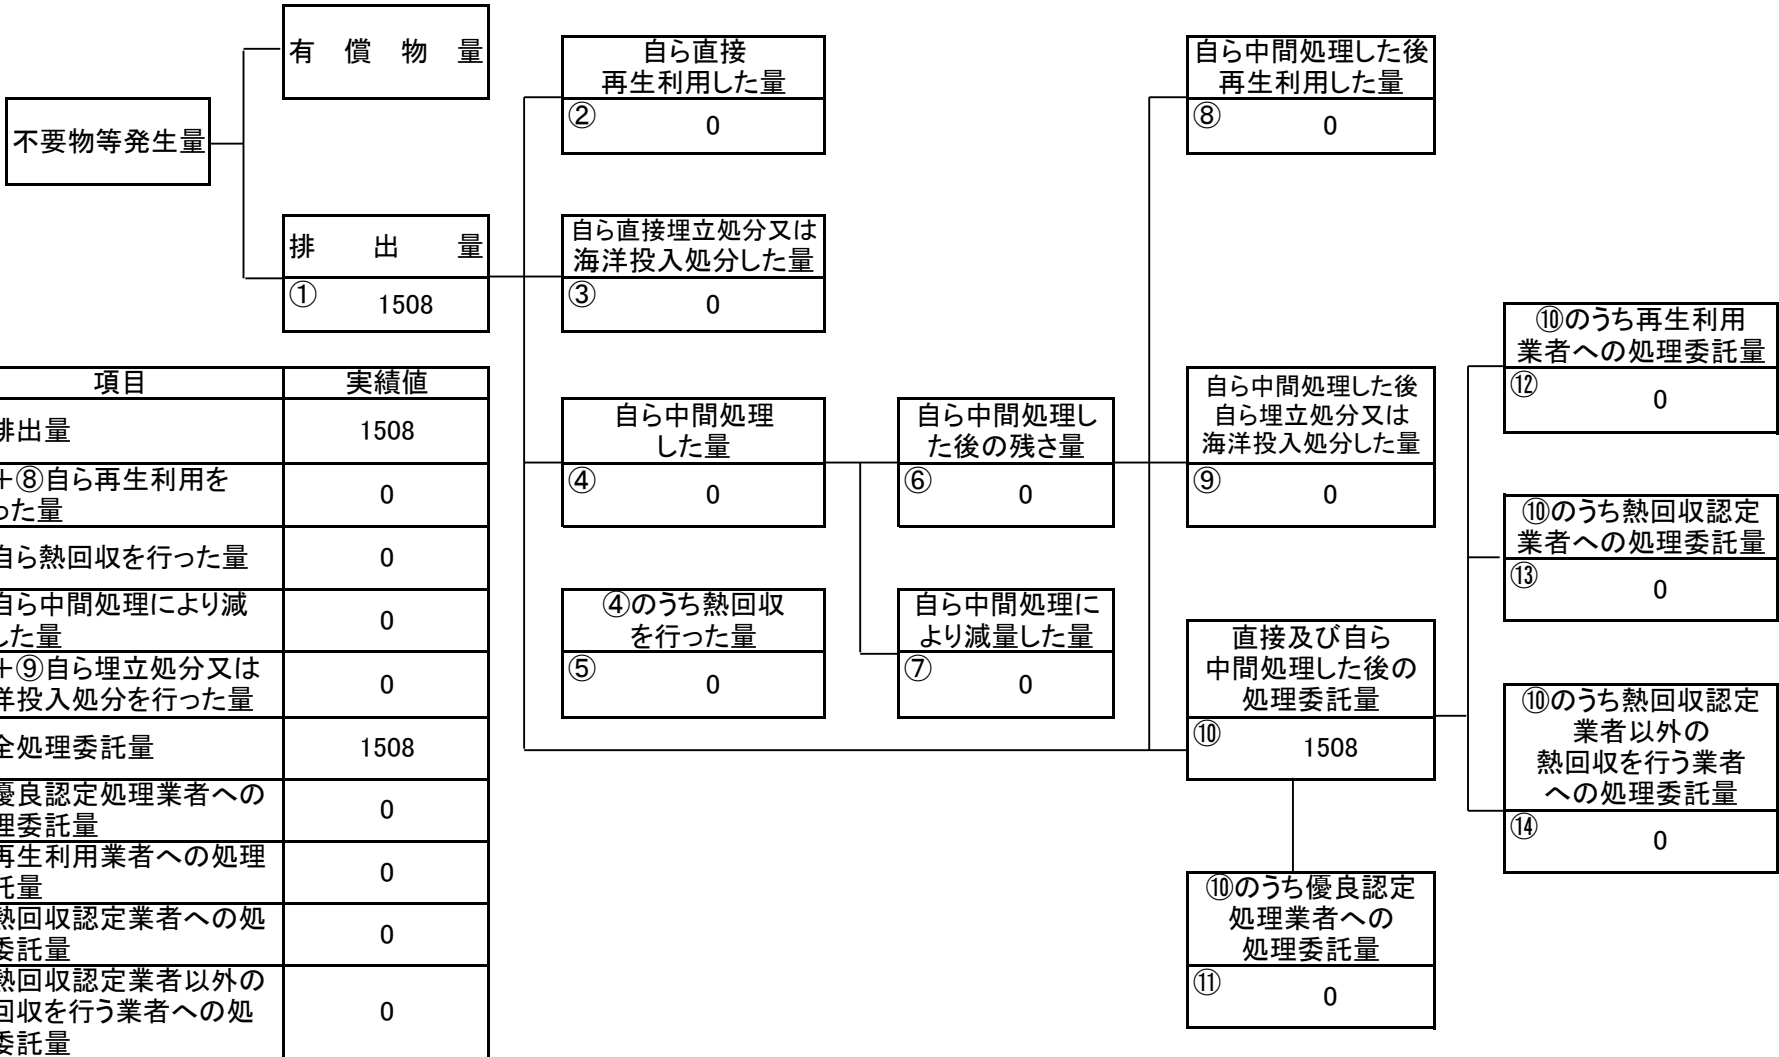 有償物量
不要物等発生量
排出量
① 1508
自ら直接
再生利用した量
② 0
自ら直接埋立処分又は
海洋投入処分した量
③ 0
自ら中間処理
した量
④ 0
④のうち熱回収
を行った量
⑤ 0
自ら中間処理し
た後の残さ量
⑥ 0
自ら中間処理に
より減量した量
⑦ 0
自ら中間処理した後
再生利用した量
⑧ 0
自ら中間処理した後
自ら埋立処分又は
海洋投入処分した量
⑨ 0
直接及び自ら
中間処理した後の
処理委託量
⑩ 1508
⑩のうち優良認定
処理業者への
処理委託量
⑪ 0
⑩のうち再生利用
業者への処理委託量
⑫ 0
⑩のうち熱回収認定
業者への処理委託量
⑬ 0
⑩のうち熱回収認定
業者以外の
熱回収を行う業者
への処理委託量
⑭ 0
項目 実績値
排出量 1508
+⑧自ら再生利用を
った量 0
自ら熱回収を行った量 0
自ら中間処理により減
した量 0
+⑨自ら埋立処分又は
洋投入処分を行った量 0
全処理委託量 1508
優良認定処理業者への
理委託量 0
再生利用業者への処理
託量 0
熱回収認定業者への処
委託量 0
熱回収認定業者以外の
回収を行う業者への処
委託量 0